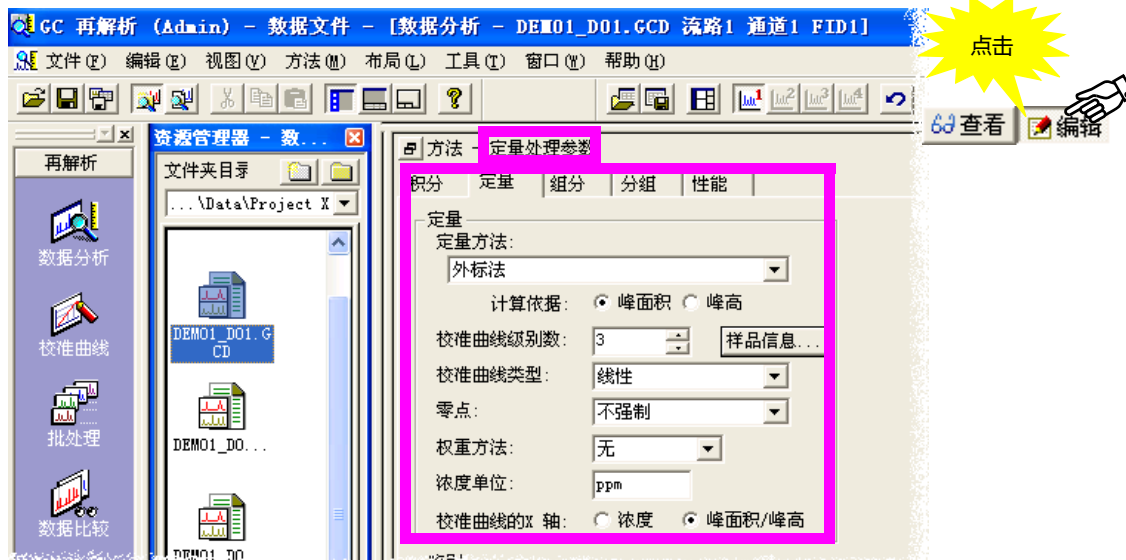 GC 再解析 (Admin) - 数据文件 - [数据分析 - DEMO1_D01.GCD 流路1 通道1 FID1]
文件(F) 编辑(E) 视图(V) 方法(M) 布局(L) 工具(T) 窗口(W) 帮助(H)
点击
查看 编辑
再解析
数据分析
校准曲线
批处理
数据比较
资源管理器 - 数...
文件夹目录
...\Data\Project X
DEMO1_D01.G
CD
DEMO1_DO...
DEMO1_DO
方法 - 定量处理参数
积分 定量 组分 分组 性能
定量
定量方法:
外标法
计算依据: 峰面积 峰高
校准曲线级别数: 3 样品信息...
校准曲线类型: 线性
零点: 不强制
权重方法: 无
浓度单位: ppm
校准曲线的X 轴: 浓度 峰面积/峰高